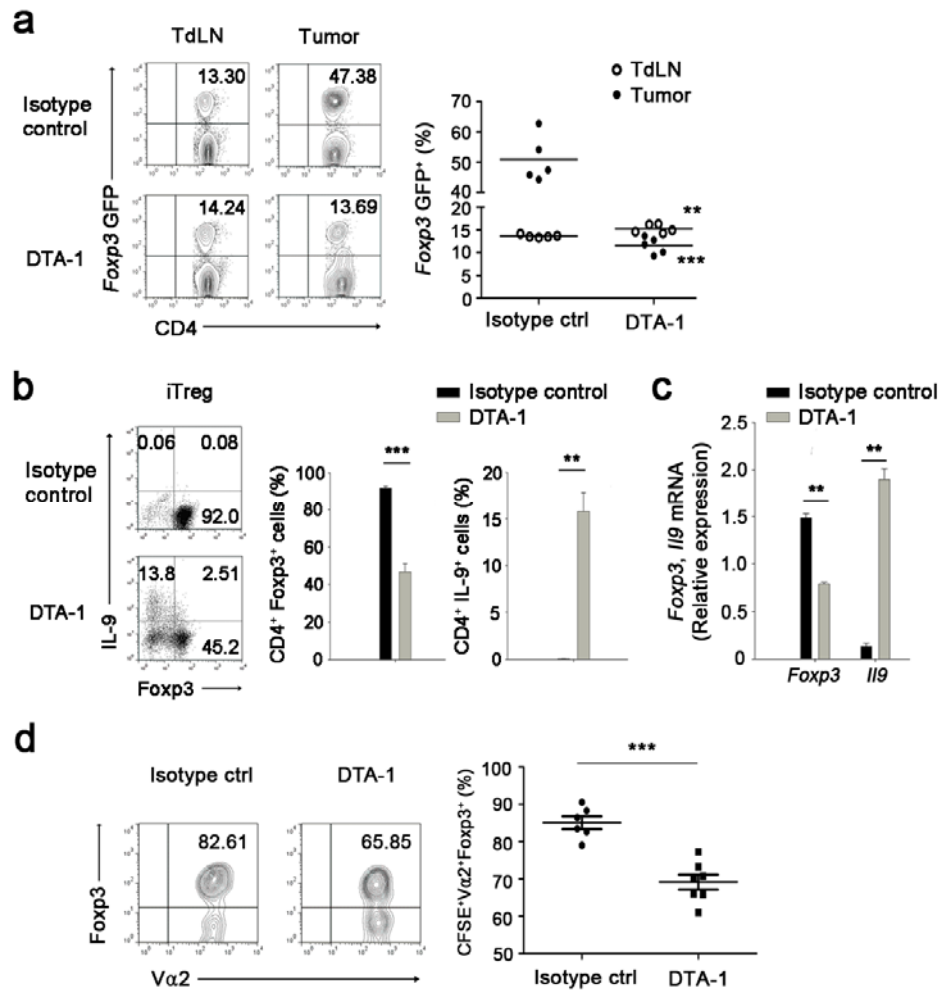 a
TdLN
Tumor
Isotype control
DTA-1
13.30
47.38
14.24
13.69
Foxp3 GFP
CD4
10⁰ 10¹ 10² 10³ 10⁴
TdLN
Tumor
Foxp3 GFP⁺ (%)
70
60
50
40
20
15
10
5
0
**
***
Isotype ctrl
DTA-1
b
iTreg
Isotype control
DTA-1
0.06
0.08
92.0
13.8
2.51
45.2
IL-9
Foxp3
Isotype control
DTA-1
CD4⁺ Foxp3⁺ cells (%)
100
80
60
40
20
0
***
CD4⁺ IL-9⁺ cells (%)
20
15
10
5
0
**
c
Isotype control
DTA-1
Foxp3, Il9 mRNA
(Relative expression)
2.5
2.0
1.5
1.0
0.5
0
**
**
Foxp3
Il9
d
Isotype ctrl
DTA-1
82.61
65.85
Foxp3
Vα2
CFSE⁺Vα2⁺Foxp3⁺ (%)
100
90
80
70
60
50
***
Isotype ctrl
DTA-1